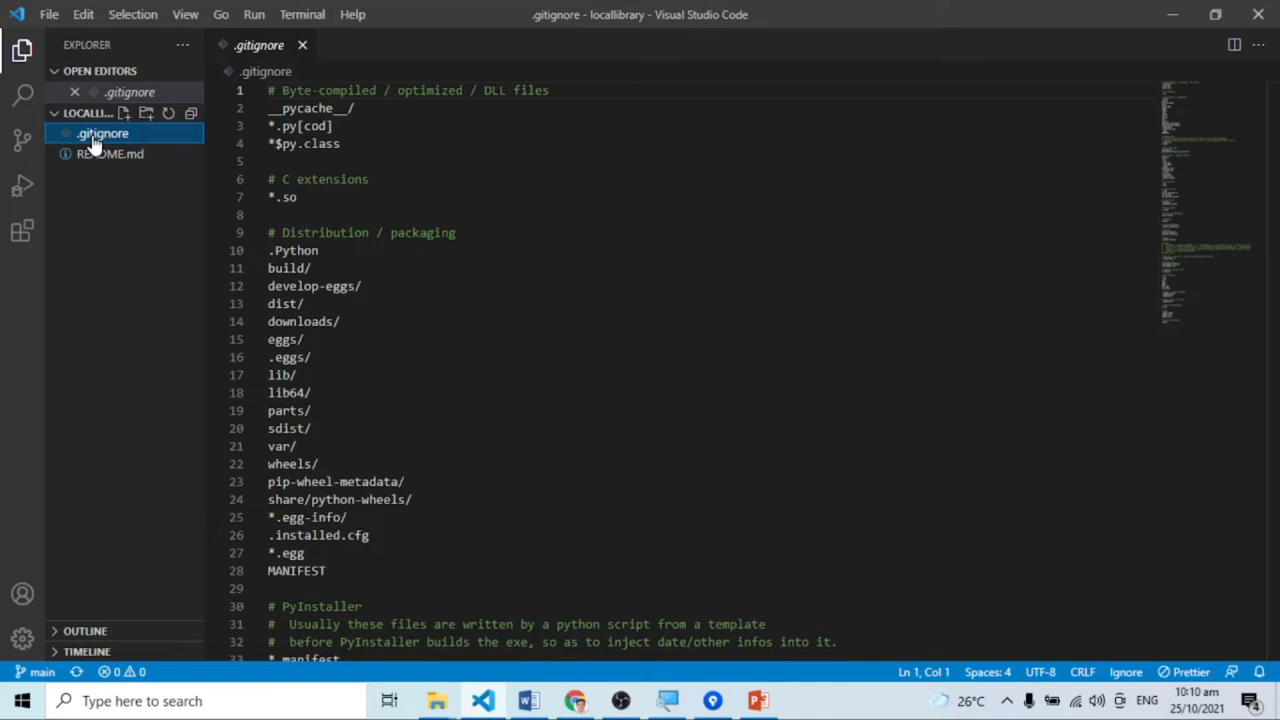 File Edit Selection View Go Run Terminal Help
.gitignore - locallibrary - Visual Studio Code
EXPLORER
OPEN EDITORS
.gitignore
LOCALLI...
.gitignore
README.md
OUTLINE
TIMELINE
.gitignore
.gitignore
1 # Byte-compiled / optimized / DLL files
2 __pycache__/
3 *.py[cod]
4 *$py.class
5
6 # C extensions
7 *.so
8
9 # Distribution / packaging
10 .Python
11 build/
12 develop-eggs/
13 dist/
14 downloads/
15 eggs/
16 .eggs/
17 lib/
18 lib64/
19 parts/
20 sdist/
21 var/
22 wheels/
23 pip-wheel-metadata/
24 share/python-wheels/
25 *.egg-info/
26 .installed.cfg
27 *.egg
28 MANIFEST
29
30 # PyInstaller
31 #  Usually these files are written by a python script from a template
32 #  before PyInstaller builds the exe, so as to inject date/other infos into it.
33 *.manifest
main 0 0 Ln 1, Col 1 Spaces: 4 UTF-8 CRLF Ignore Prettier
Type here to search
26°C ENG
10:10 am
25/10/2021
4